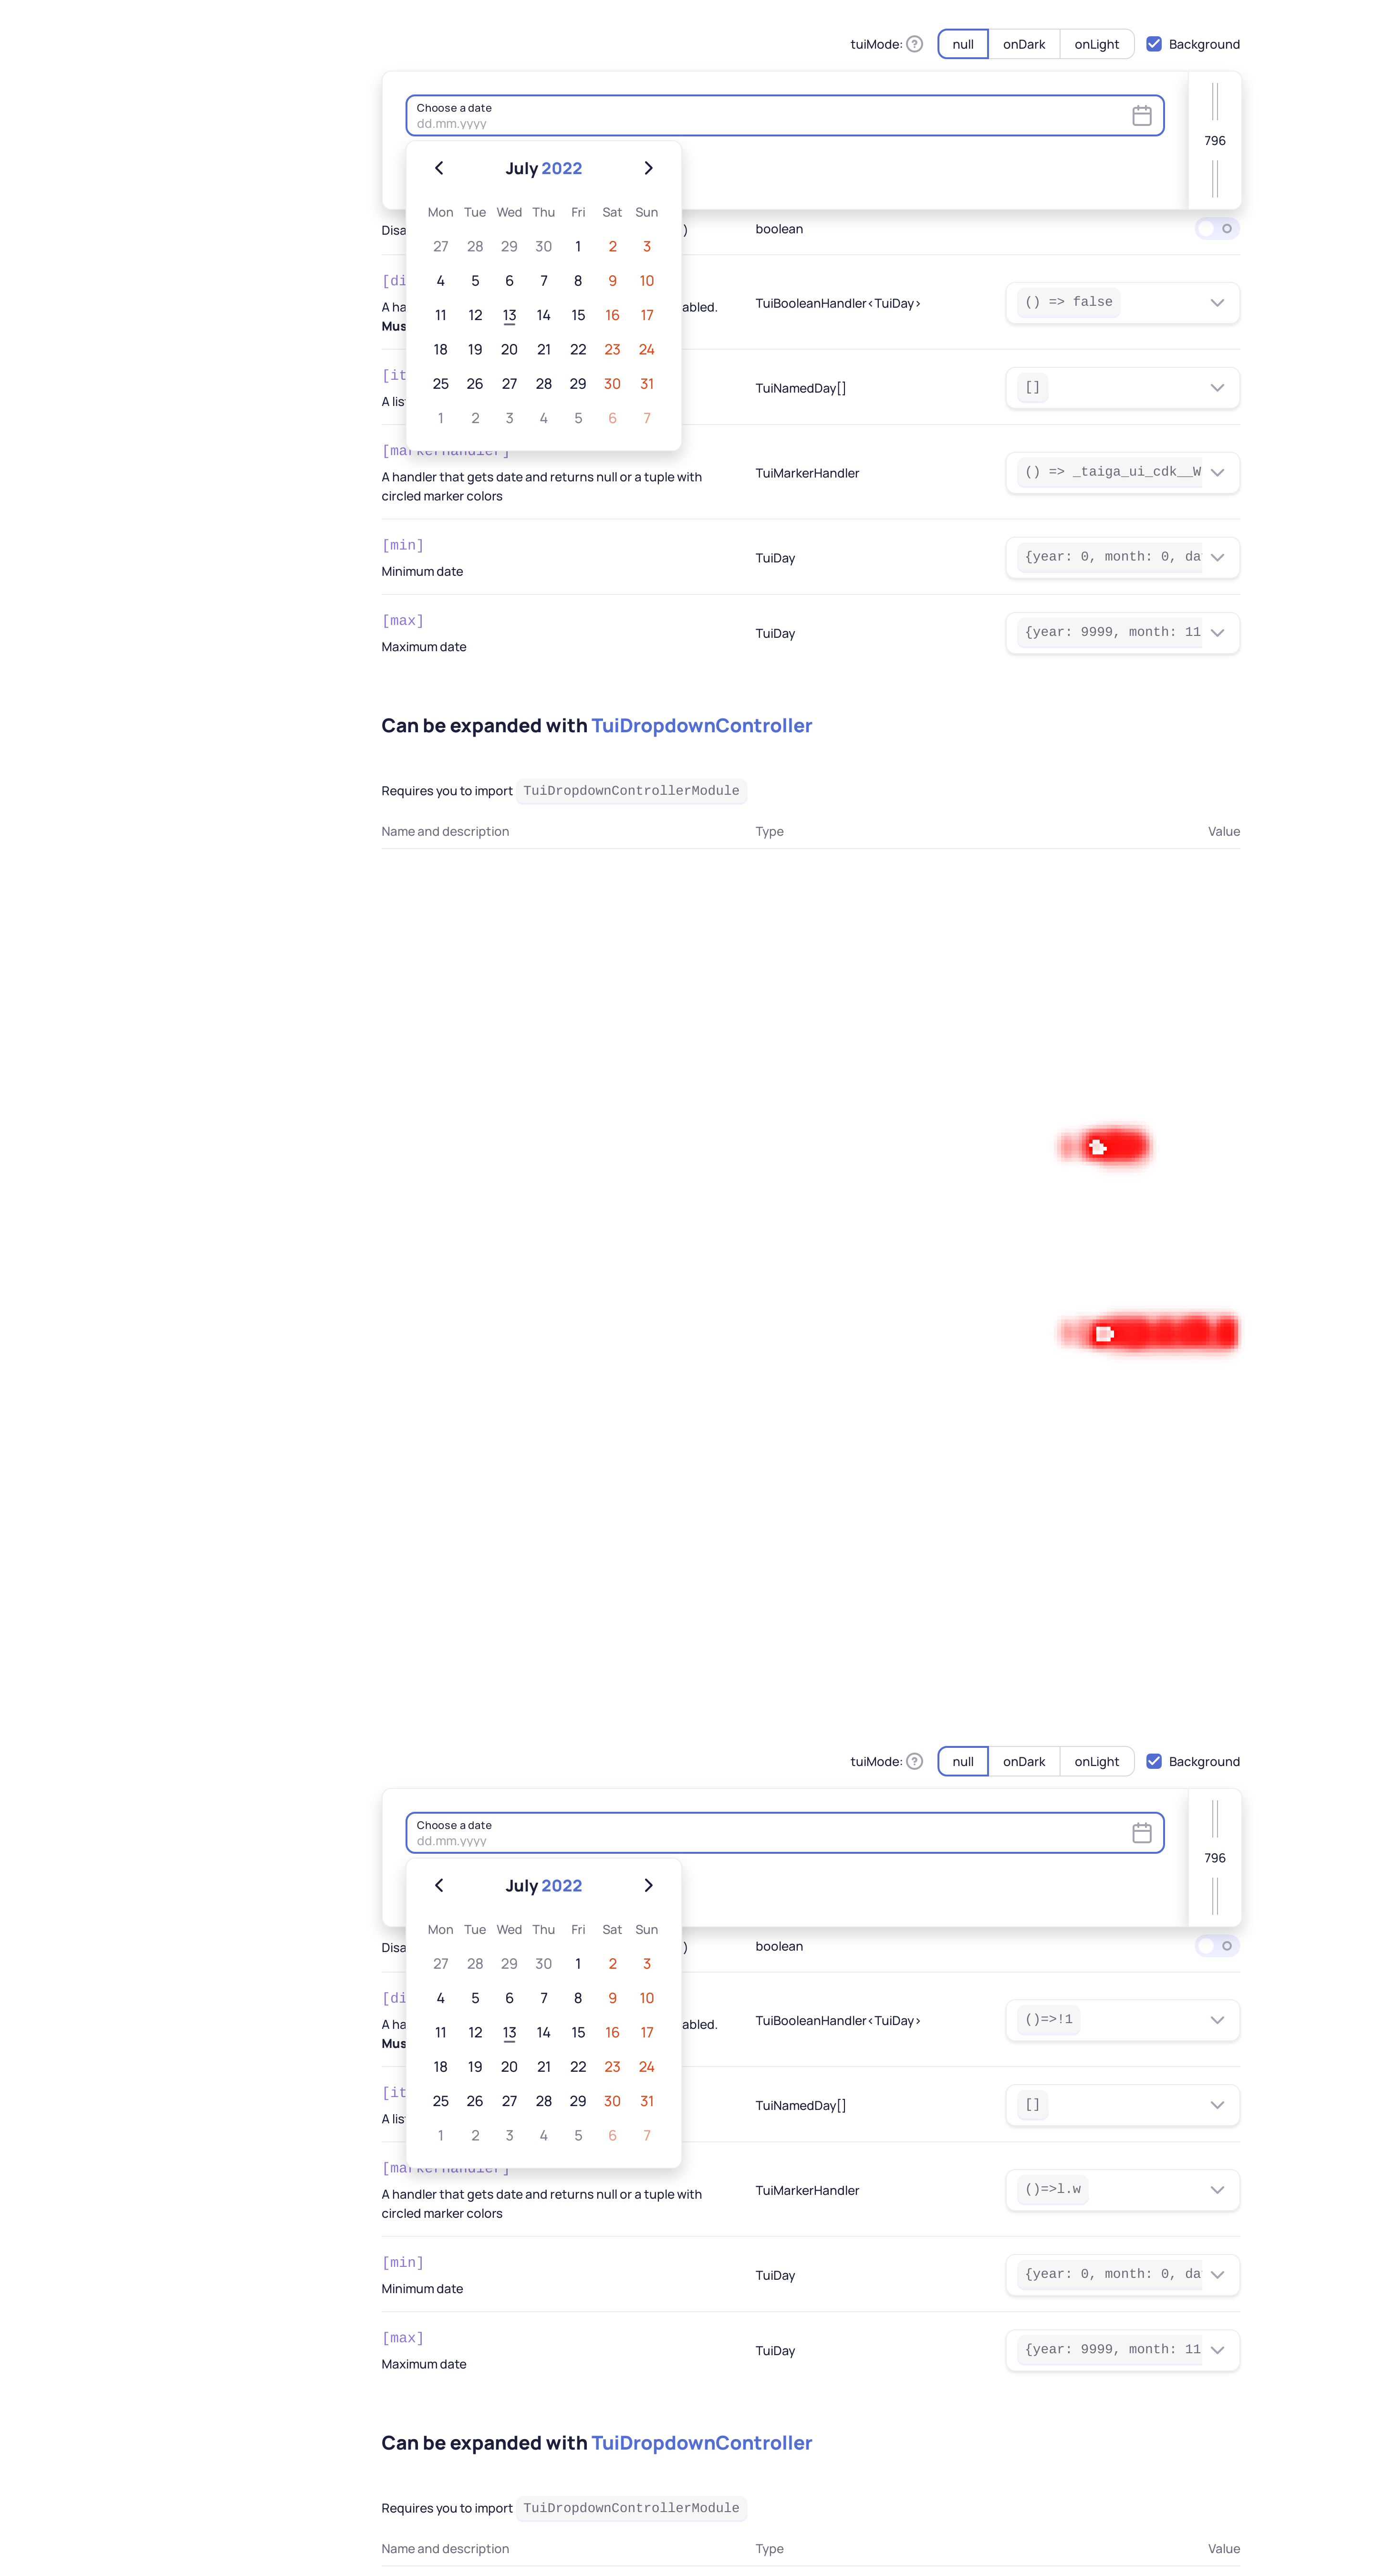 tuiMode: ? null onDark onLight Background
Choose a date
dd.mm.yyyy
796
July 2022
Mon Tue Wed Thu Fri Sat Sun
Disa ) boolean
27 28 29 30 1 2 3
[di
4 5 6 7 8 9 10
A ha abled. TuiBooleanHandler<TuiDay> () => false
11 12 13 14 15 16 17
Mus
18 19 20 21 22 23 24
[it
25 26 27 28 29 30 31
TuiNamedDay[] []
A lis
1 2 3 4 5 6 7
[markerHandler]
A handler that gets date and returns null or a tuple with
circled marker colors
TuiMarkerHandler () => _taiga_ui_cdk__W
[min]
Minimum date
TuiDay {year: 0, month: 0, da
[max]
Maximum date
TuiDay {year: 9999, month: 11
Can be expanded with TuiDropdownController
Requires you to import TuiDropdownControllerModule
Name and description Type Value
tuiMode: ? null onDark onLight Background
Choose a date
dd.mm.yyyy
796
July 2022
Mon Tue Wed Thu Fri Sat Sun
Disa ) boolean
27 28 29 30 1 2 3
[di
4 5 6 7 8 9 10
A ha abled. TuiBooleanHandler<TuiDay> ()=>!1
11 12 13 14 15 16 17
Mus
18 19 20 21 22 23 24
[it
25 26 27 28 29 30 31
TuiNamedDay[] []
A lis
1 2 3 4 5 6 7
[markerHandler]
A handler that gets date and returns null or a tuple with
circled marker colors
TuiMarkerHandler ()=>l.w
[min]
Minimum date
TuiDay {year: 0, month: 0, da
[max]
Maximum date
TuiDay {year: 9999, month: 11
Can be expanded with TuiDropdownController
Requires you to import TuiDropdownControllerModule
Name and description Type Value